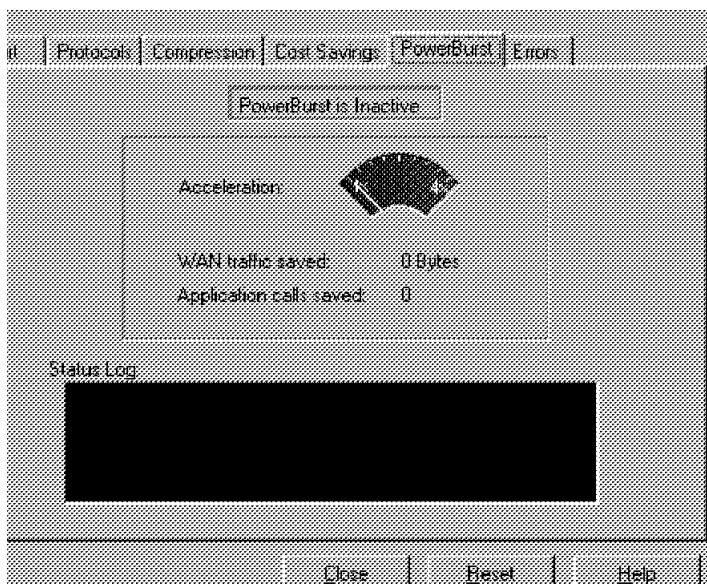 Protocols Compression Cost Savings PowerBurst Errors
PowerBurst is Inactive
Acceleration:
WAN traffic saved: 0 Bytes
Application calls saved: 0
Status Log
Close Reset Help